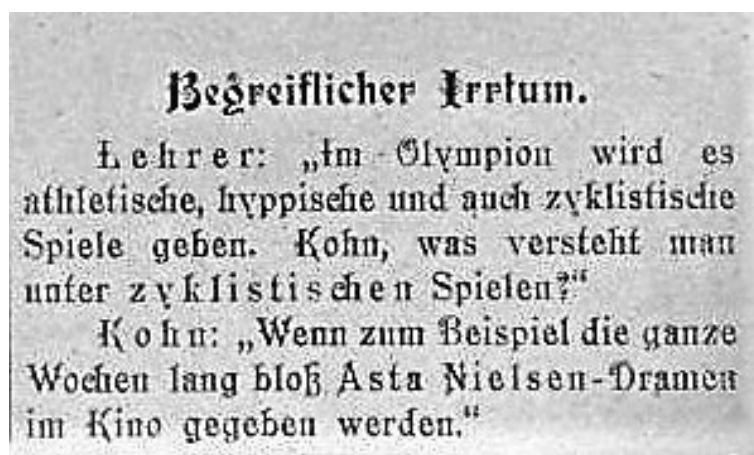 Begreiflicher Irrtum.
Lehrer: „Im Olympion wird es
athletische, hyppische und auch zyklistische
Spiele geben. Kohn, was versteht man
unter zyklistischen Spielen?“
Kohn: „Wenn zum Beispiel die ganze
Wochen lang bloß Asta Nielsen-Dramen
im Kino gegeben werden.“